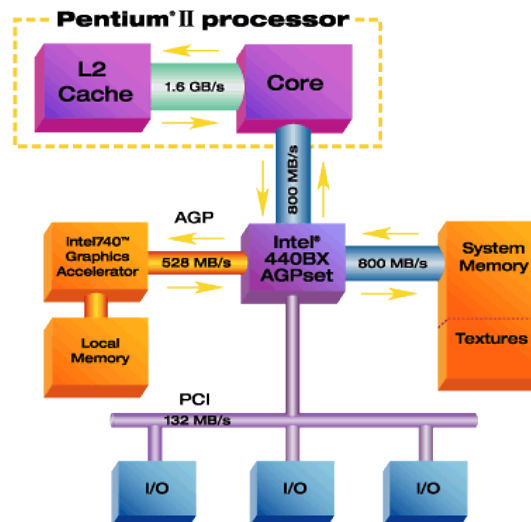 Pentium® II processor
L2
Cache
1.6 GB/s
Core
800 MB/s
AGP
Intel740™
Graphics
Accelerator
528 MB/s
Intel®
440BX
AGPset
800 MB/s
System
Memory
Textures
Local
Memory
PCI
132 MB/s
I/O
I/O
I/O